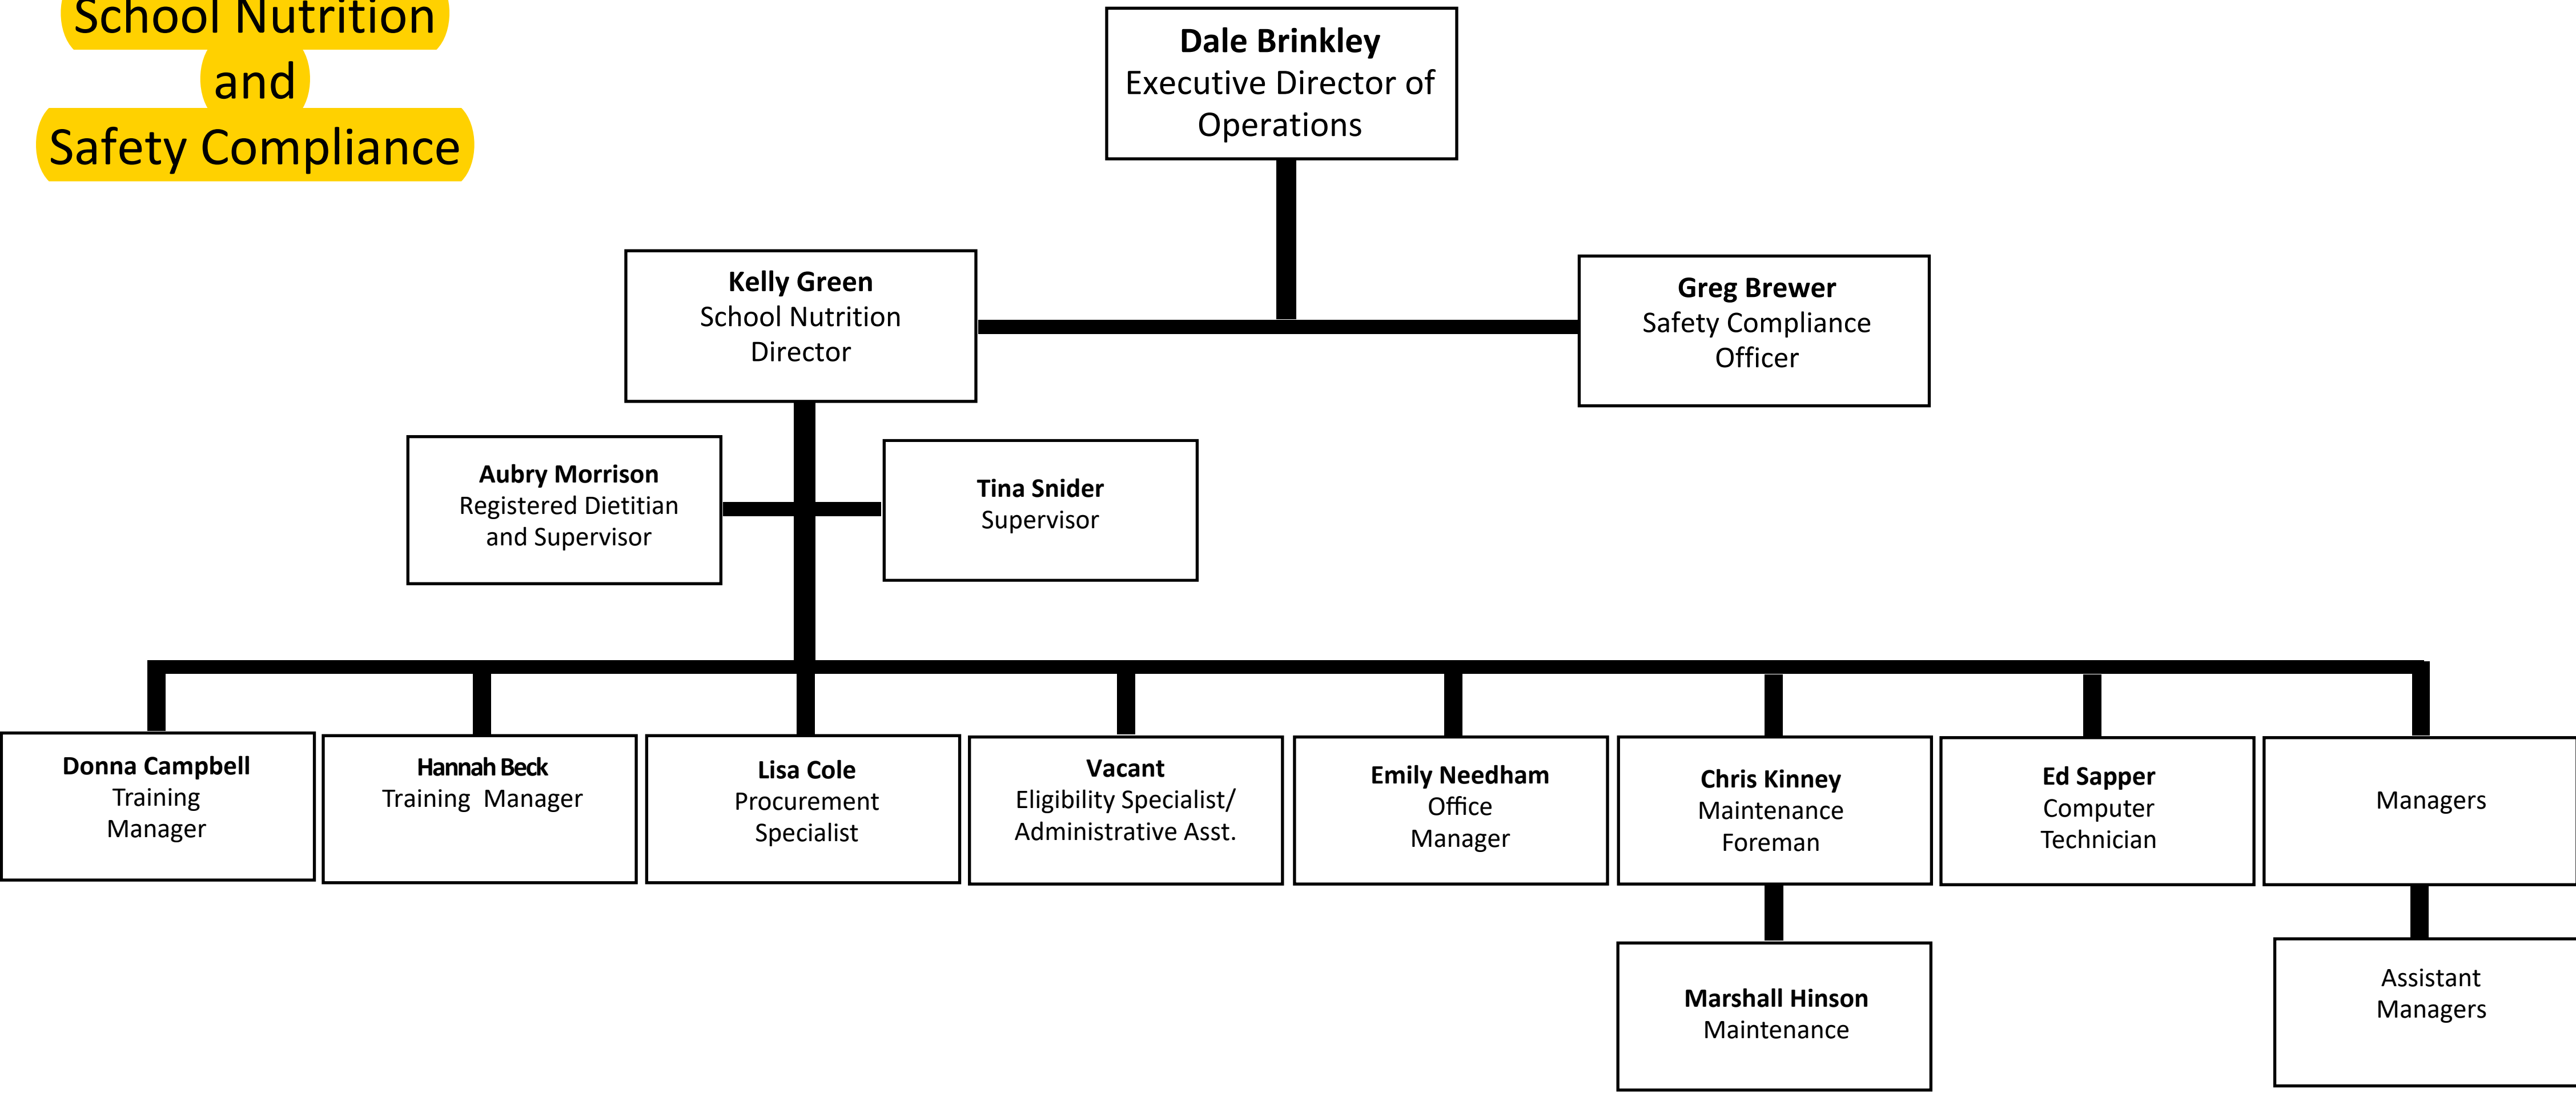 School Nutrition
and
Safety Compliance
Dale Brinkley
Executive Director of
Operations
Kelly Green
School Nutrition
Director
Greg Brewer
Safety Compliance
Officer
Aubry Morrison
Registered Dietitian
and Supervisor
Tina Snider
Supervisor
Donna Campbell
Training
Manager
Hannah Beck
Training Manager
Lisa Cole
Procurement
Specialist
Vacant
Eligibility Specialist/
Administrative Asst.
Emily Needham
Office
Manager
Chris Kinney
Maintenance
Foreman
Ed Sapper
Computer
Technician
Managers
Marshall Hinson
Maintenance
Assistant
Managers